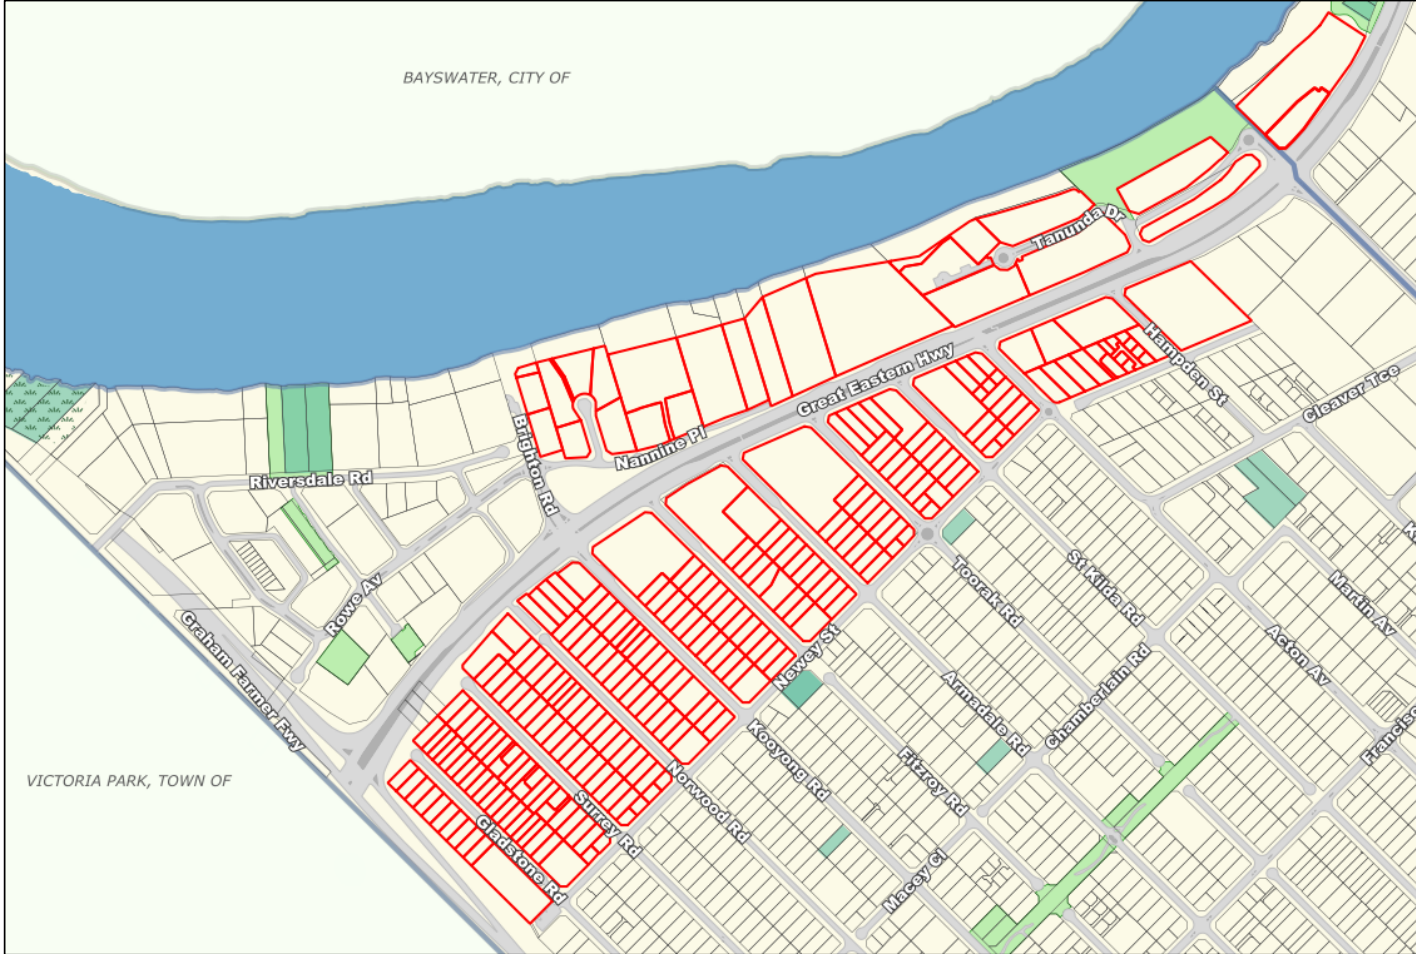 BAYSWATER, CITY OF
Tanunda Dr
Hampden St
Great Eastern Hwy
Cleaver Tce
Brighton Rd
Nannine Pl
Riversdale Rd
Rowe Av
Toorak Rd
St Kilda Rd
Martin Av
Graham Farmer Fwy
Acton Av
Newey St
Chamberlain Rd
Armadale Rd
VICTORIA PARK, TOWN OF
Kooyong Rd
Fitzroy Rd
Norwood Rd
Surrey Rd
Gladstone Rd
Macey Cl